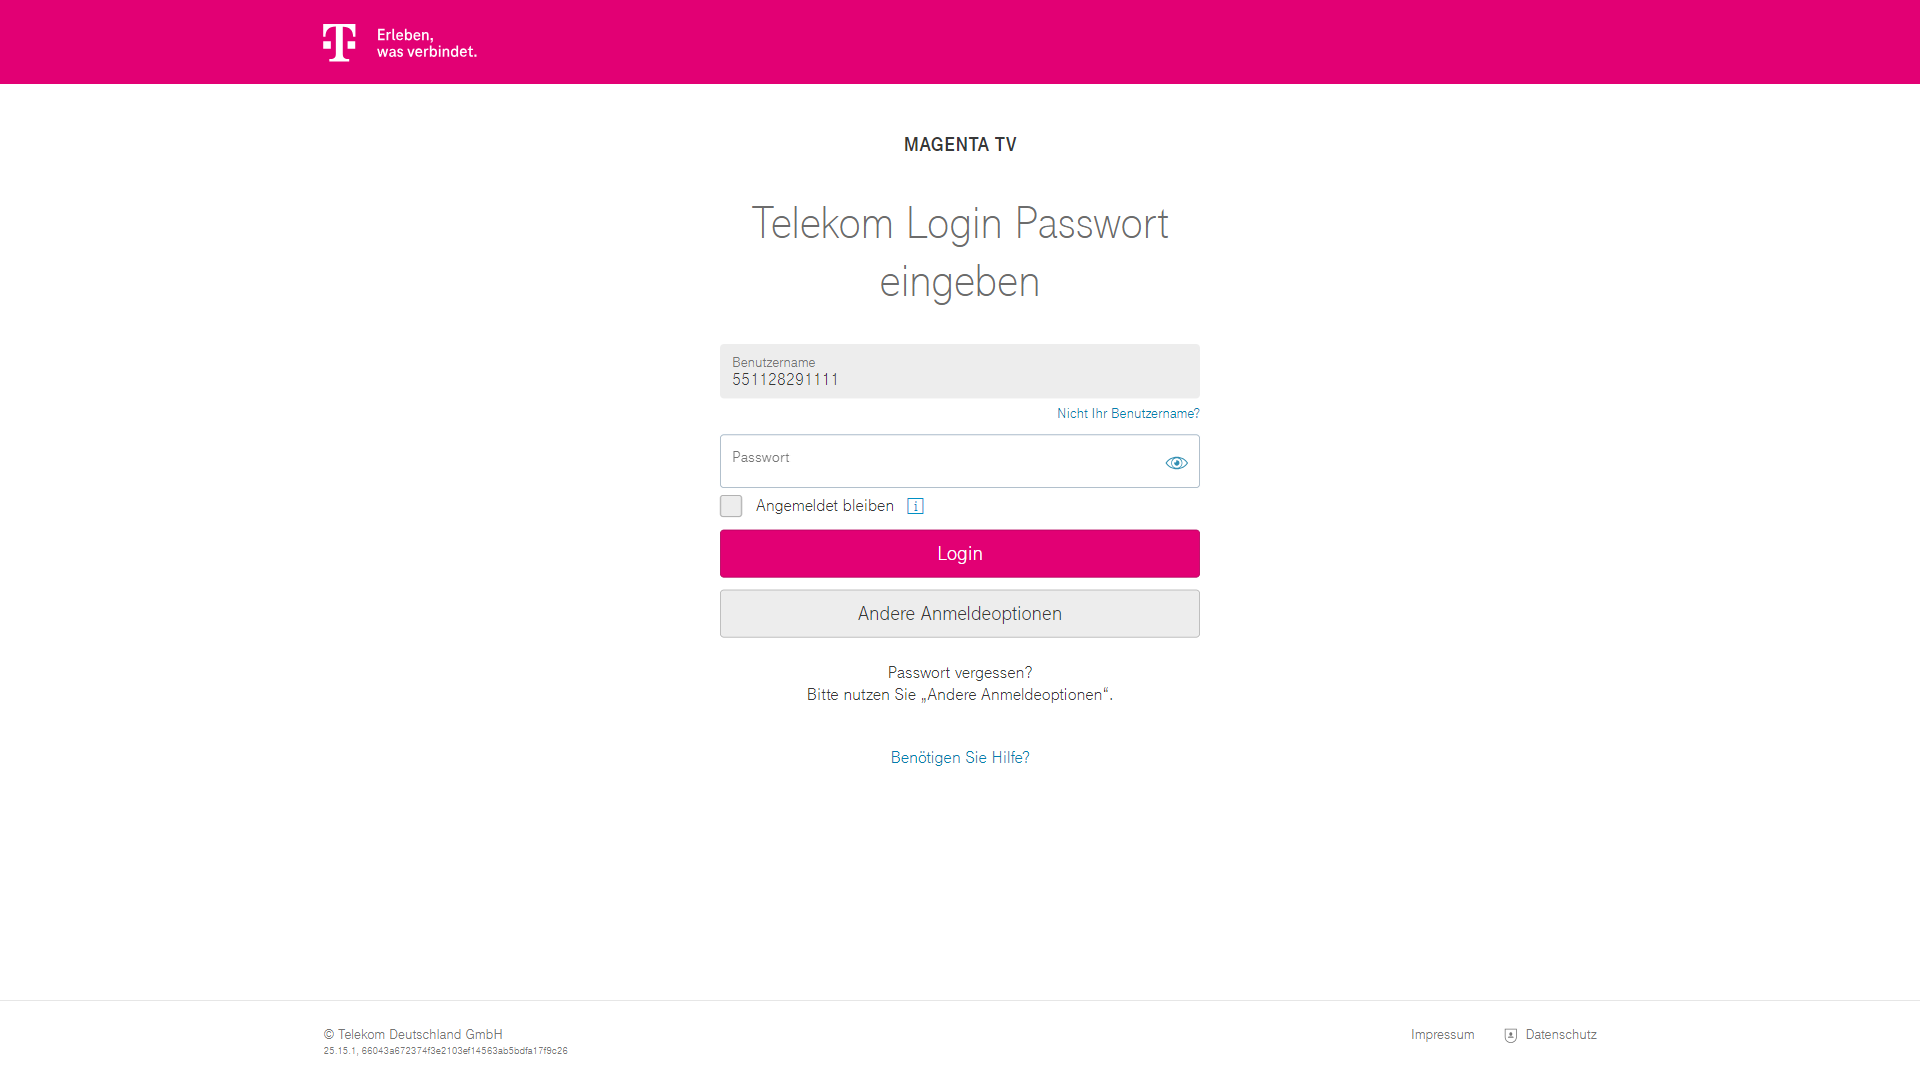 Erleben,
was verbindet.
MAGENTA TV
Telekom Login Passwort
eingeben
Benutzername
551128291111
Nicht Ihr Benutzername?
Passwort
Angemeldet bleiben
Login
Andere Anmeldeoptionen
Passwort vergessen?
Bitte nutzen Sie „Andere Anmeldeoptionen“.
Benötigen Sie Hilfe?
© Telekom Deutschland GmbH
25.15.1, 66043a672374f3e2103ef14563ab5bdfa17f9c26
Impressum
Datenschutz